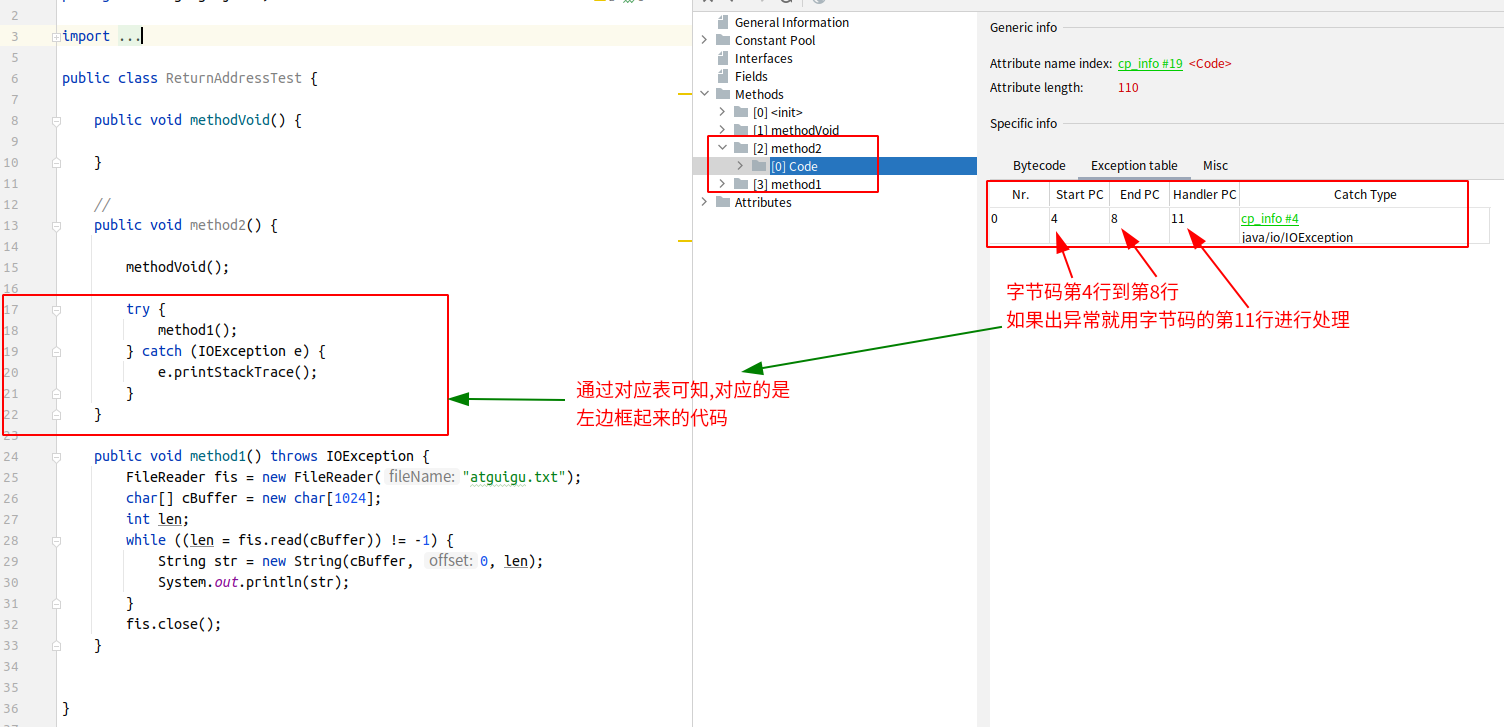 2
3 import ...
5
6 public class ReturnAddressTest {
7
8 public void methodVoid() {
9
10 }
11
12 //
13 public void method2() {
14
15 methodVoid();
16
17 try {
18 method1();
19 } catch (IOException e) {
20 e.printStackTrace();
21 }
22 }
23
24 public void method1() throws IOException {
25 FileReader fis = new FileReader( fileName: "atguigu.txt");
26 char[] cBuffer = new char[1024];
27 int len;
28 while ((len = fis.read(cBuffer)) != -1) {
29 String str = new String(cBuffer, offset: 0, len);
30 System.out.println(str);
31 }
32 fis.close();
33 }
34
35
36 }
通过对应表可知,对应的是
左边框起来的代码
General Information
Constant Pool
Interfaces
Fields
Methods
[0] <init>
[1] methodVoid
[2] method2
[0] Code
[3] method1
Attributes
Generic info
Attribute name index: cp_info #19 <Code>
Attribute length: 110
Specific info
Bytecode Exception table Misc
Nr. Start PC End PC Handler PC Catch Type
0 4 8 11 cp_info #4
java/io/IOException
字节码第4行到第8行
如果出异常就用字节码的第11行进行处理